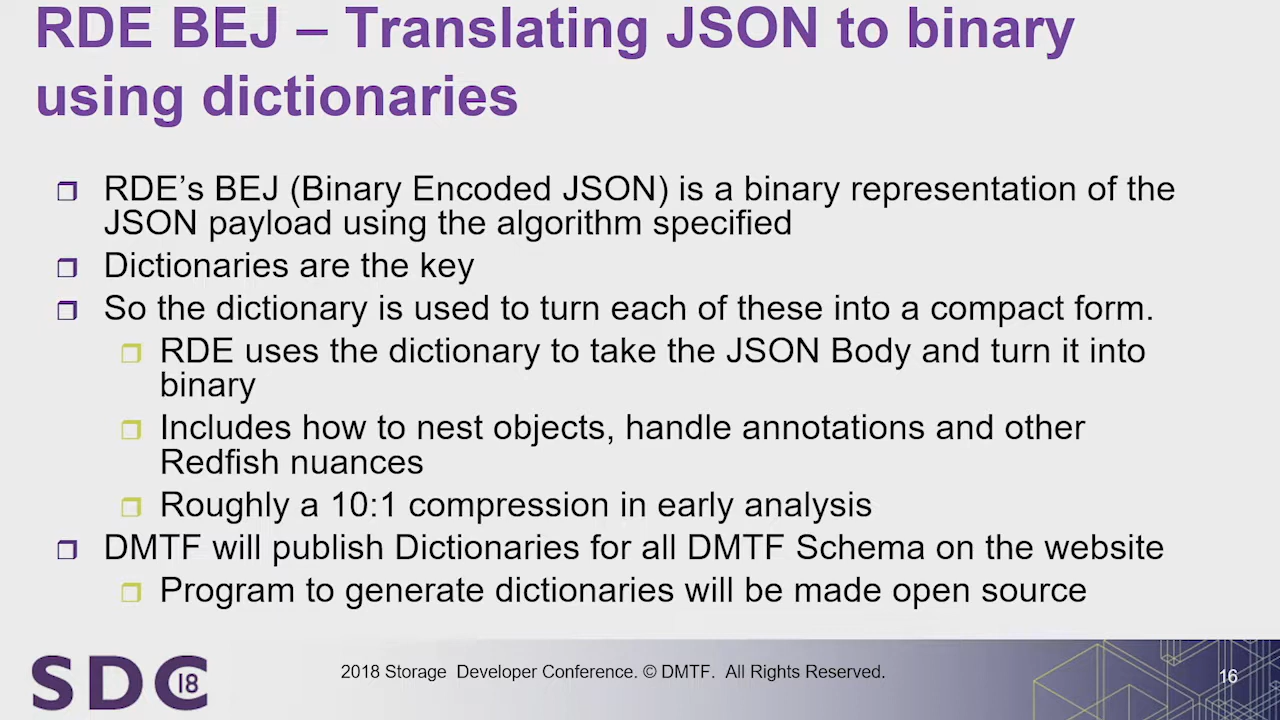 RDE BEJ – Translating JSON to binary
using dictionaries
RDE's BEJ (Binary Encoded JSON) is a binary representation of the
JSON payload using the algorithm specified
Dictionaries are the key
So the dictionary is used to turn each of these into a compact form.
RDE uses the dictionary to take the JSON Body and turn it into
binary
Includes how to nest objects, handle annotations and other
Redfish nuances
Roughly a 10:1 compression in early analysis
DMTF will publish Dictionaries for all DMTF Schema on the website
Program to generate dictionaries will be made open source
SDC 18
2018 Storage Developer Conference. © DMTF. All Rights Reserved.
16